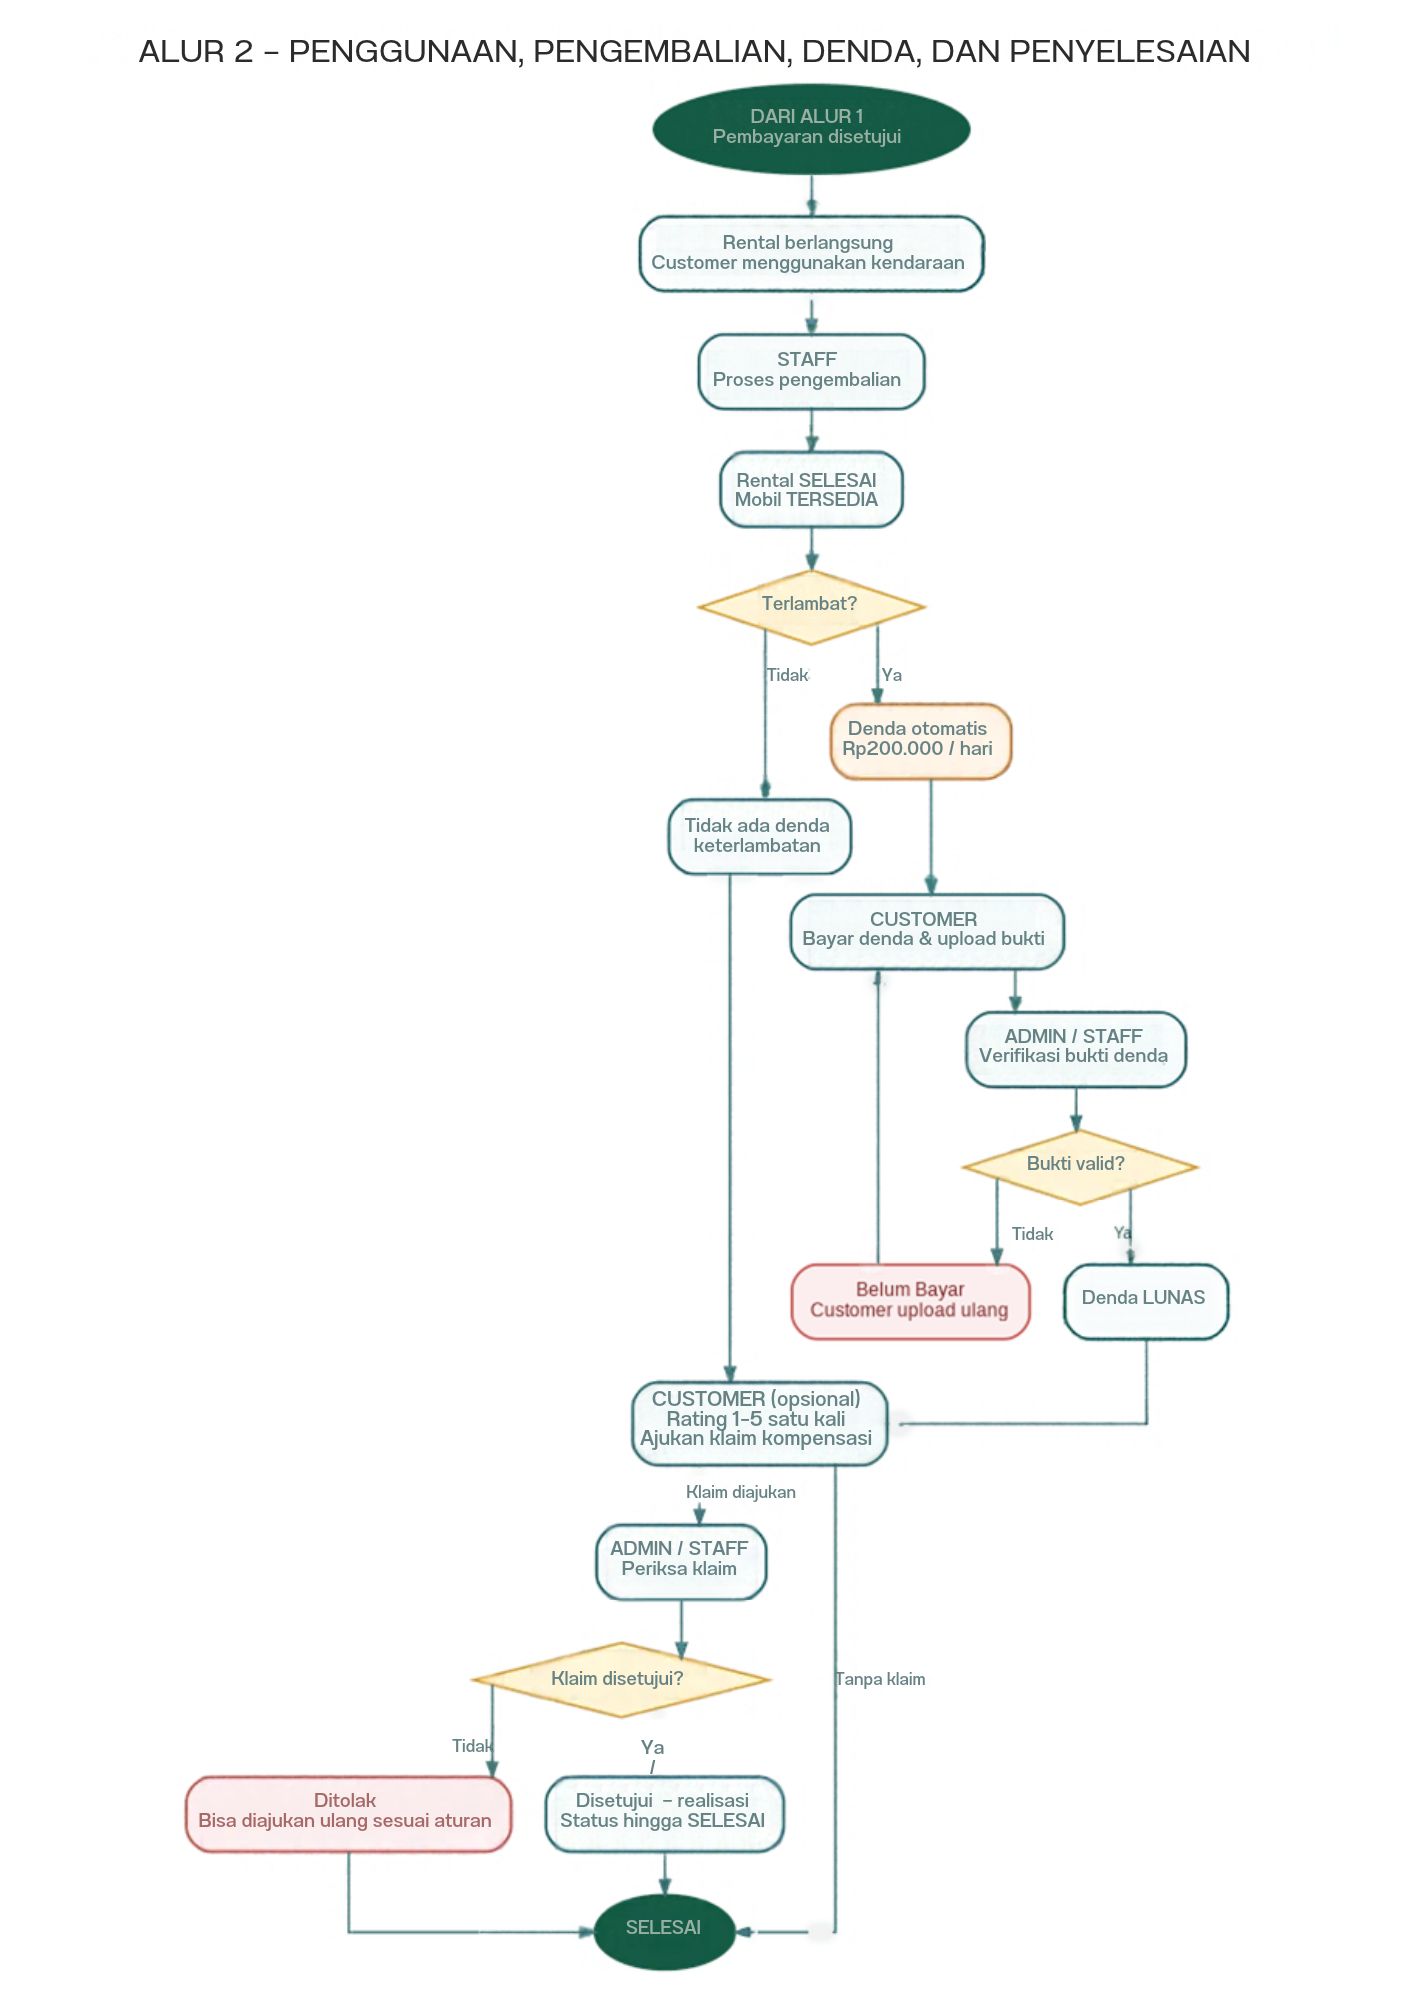 ALUR 2 – PENGGUNAAN, PENGEMBALIAN, DENDA, DAN PENYELESAIAN
DARI ALUR 1
Pembayaran disetujui
Rental berlangsung
Customer menggunakan kendaraan
STAFF
Proses pengembalian
Rental SELESAI
Mobil TERSEDIA
Terlambat?
Tidak
Ya
Denda otomatis
Rp200.000 / hari
Tidak ada denda
keterlambatan
CUSTOMER
Bayar denda & upload bukti
ADMIN / STAFF
Verifikasi bukti denda
Bukti valid?
Tidak
Ya
Belum Bayar
Customer upload ulang
Denda LUNAS
CUSTOMER (opsional)
Rating 1-5 satu kali
Ajukan klaim kompensasi
Klaim diajukan
ADMIN / STAFF
Periksa klaim
Klaim disetujui?
Tanpa klaim
Tidak
Ya
Ditolak
Bisa diajukan ulang sesuai aturan
Disetujui – realisasi
Status hingga SELESAI
SELESAI